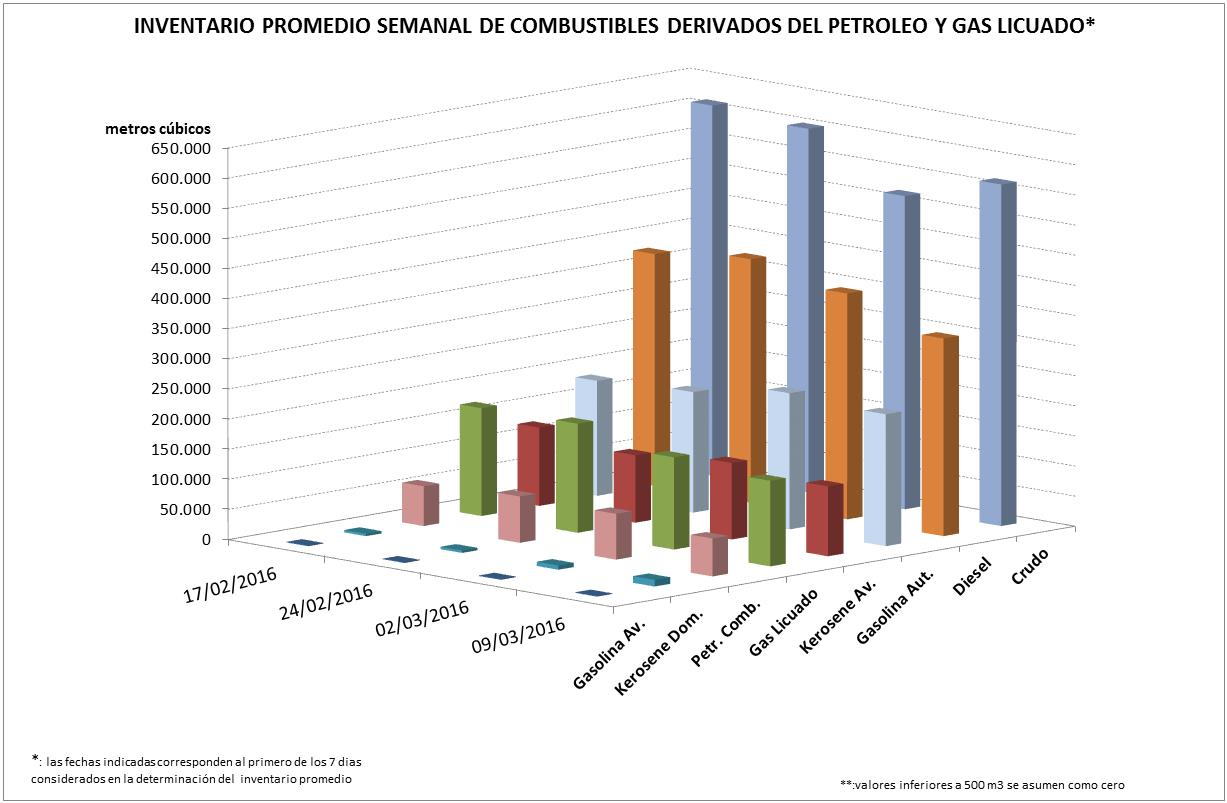 INVENTARIO PROMEDIO SEMANAL DE COMBUSTIBLES DERIVADOS DEL PETROLEO Y GAS LICUADO*
metros cúbicos
650.000
600.000
550.000
500.000
450.000
400.000
350.000
300.000
250.000
200.000
150.000
100.000
50.000
0
17/02/2016
24/02/2016
02/03/2016
09/03/2016
Gasolina Av.
Kerosene Dom.
Petr. Comb.
Gas Licuado
Kerosene Av.
Gasolina Aut.
Diesel
Crudo
*: las fechas indicadas corresponden al primero de los 7 dias
considerados en la determinación del inventario promedio
**:valores inferiores a 500 m3 se asumen como cero